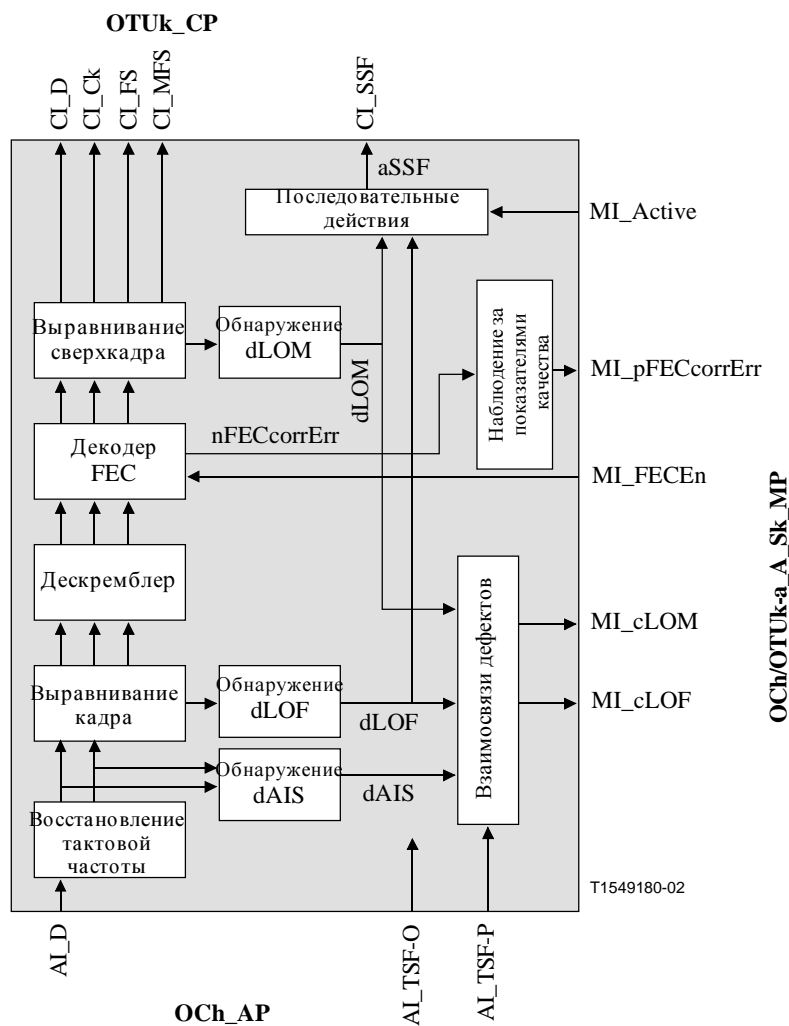 OTUk_CP
CI_D
CI_Ck
CI_FS
CI_MFS
CI_SSF
aSSF
Последовательные
действия
MI_Active
Выравнивание
сверхкадра
Обнаружение
dLOM
dLOM
Наблюдение за
показателями
качества
MI_pFECcorrErr
Декодер
FEC
nFECcorrErr
MI_FECEn
Дескремблер
Взаимосвязи дефектов
MI_cLOM
OCh/OTUk-a_A_Sk_MP
Выравнивание
кадра
Обнаружение
dLOF
dLOF
MI_cLOF
Обнаружение
dAIS
dAIS
Восстановление
тактовой
частоты
T1549180-02
AI_D
AI_TSF-O
AI_TSF-P
OCh_AP